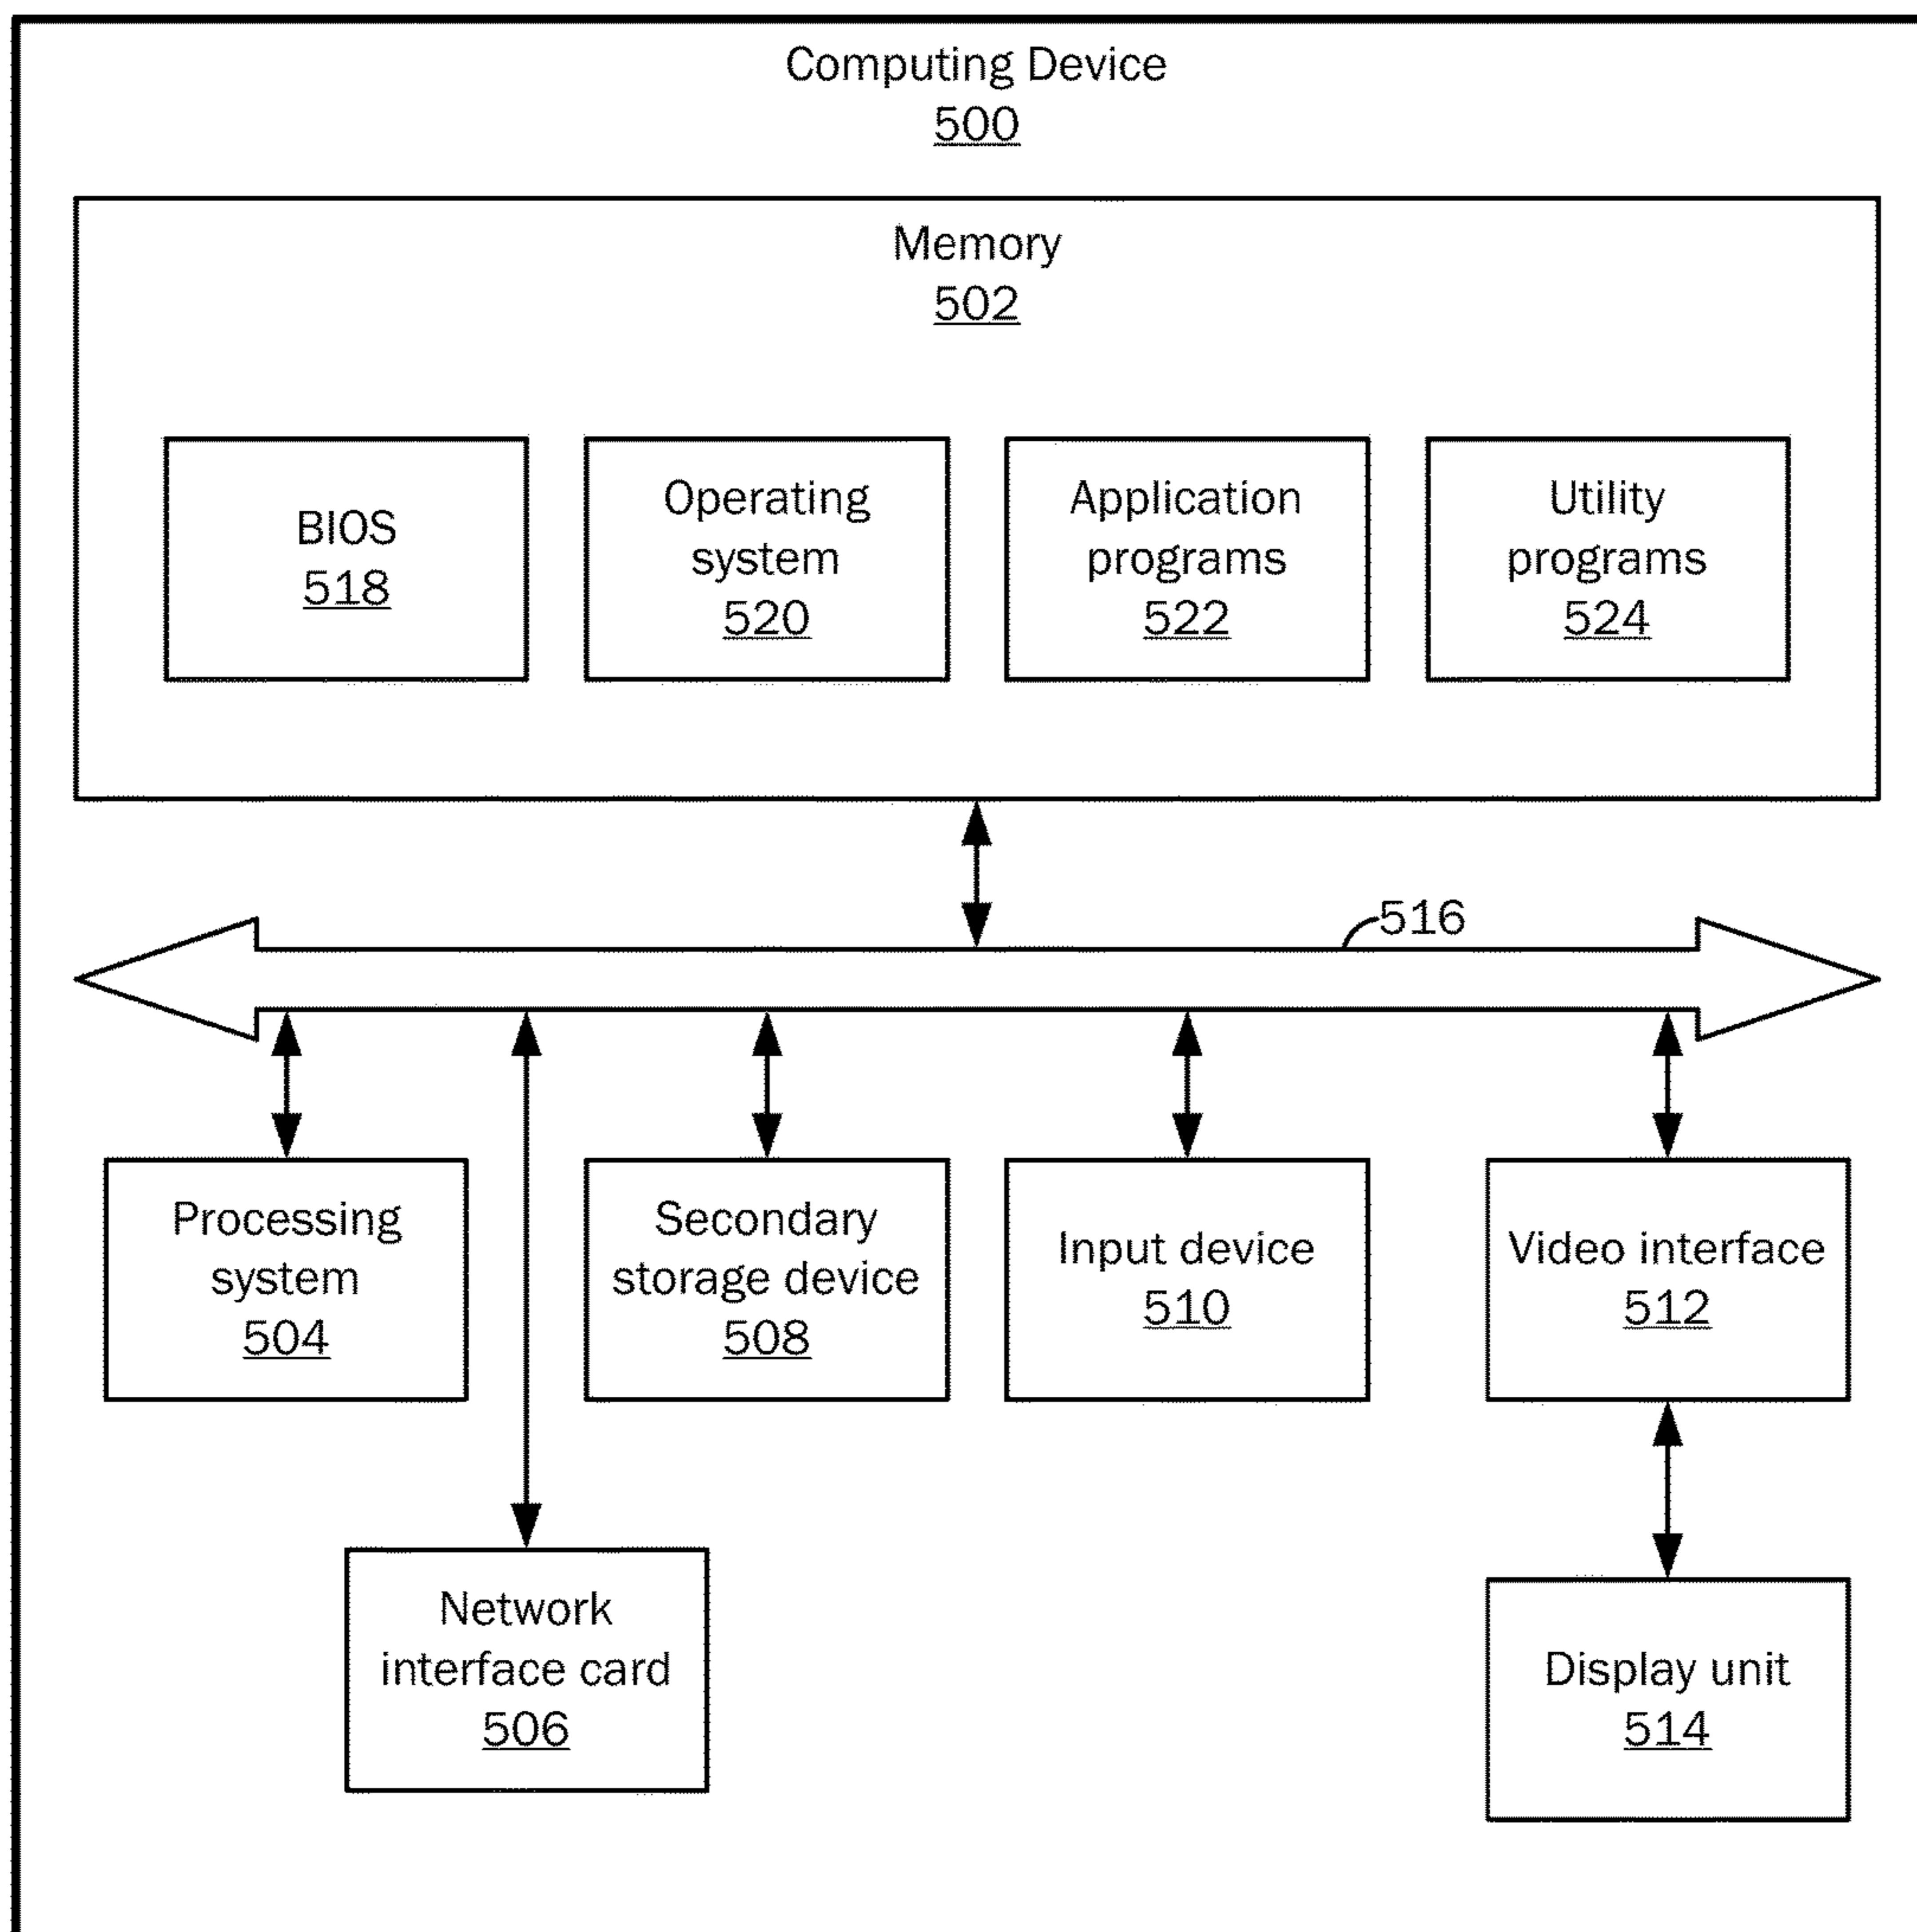 Computing Device
500
Memory
502
BIOS
518
Operating
system
520
Application
programs
522
Utility
programs
524
516
Processing
system
504
Secondary
storage device
508
Input device
510
Video interface
512
Network
interface card
506
Display unit
514